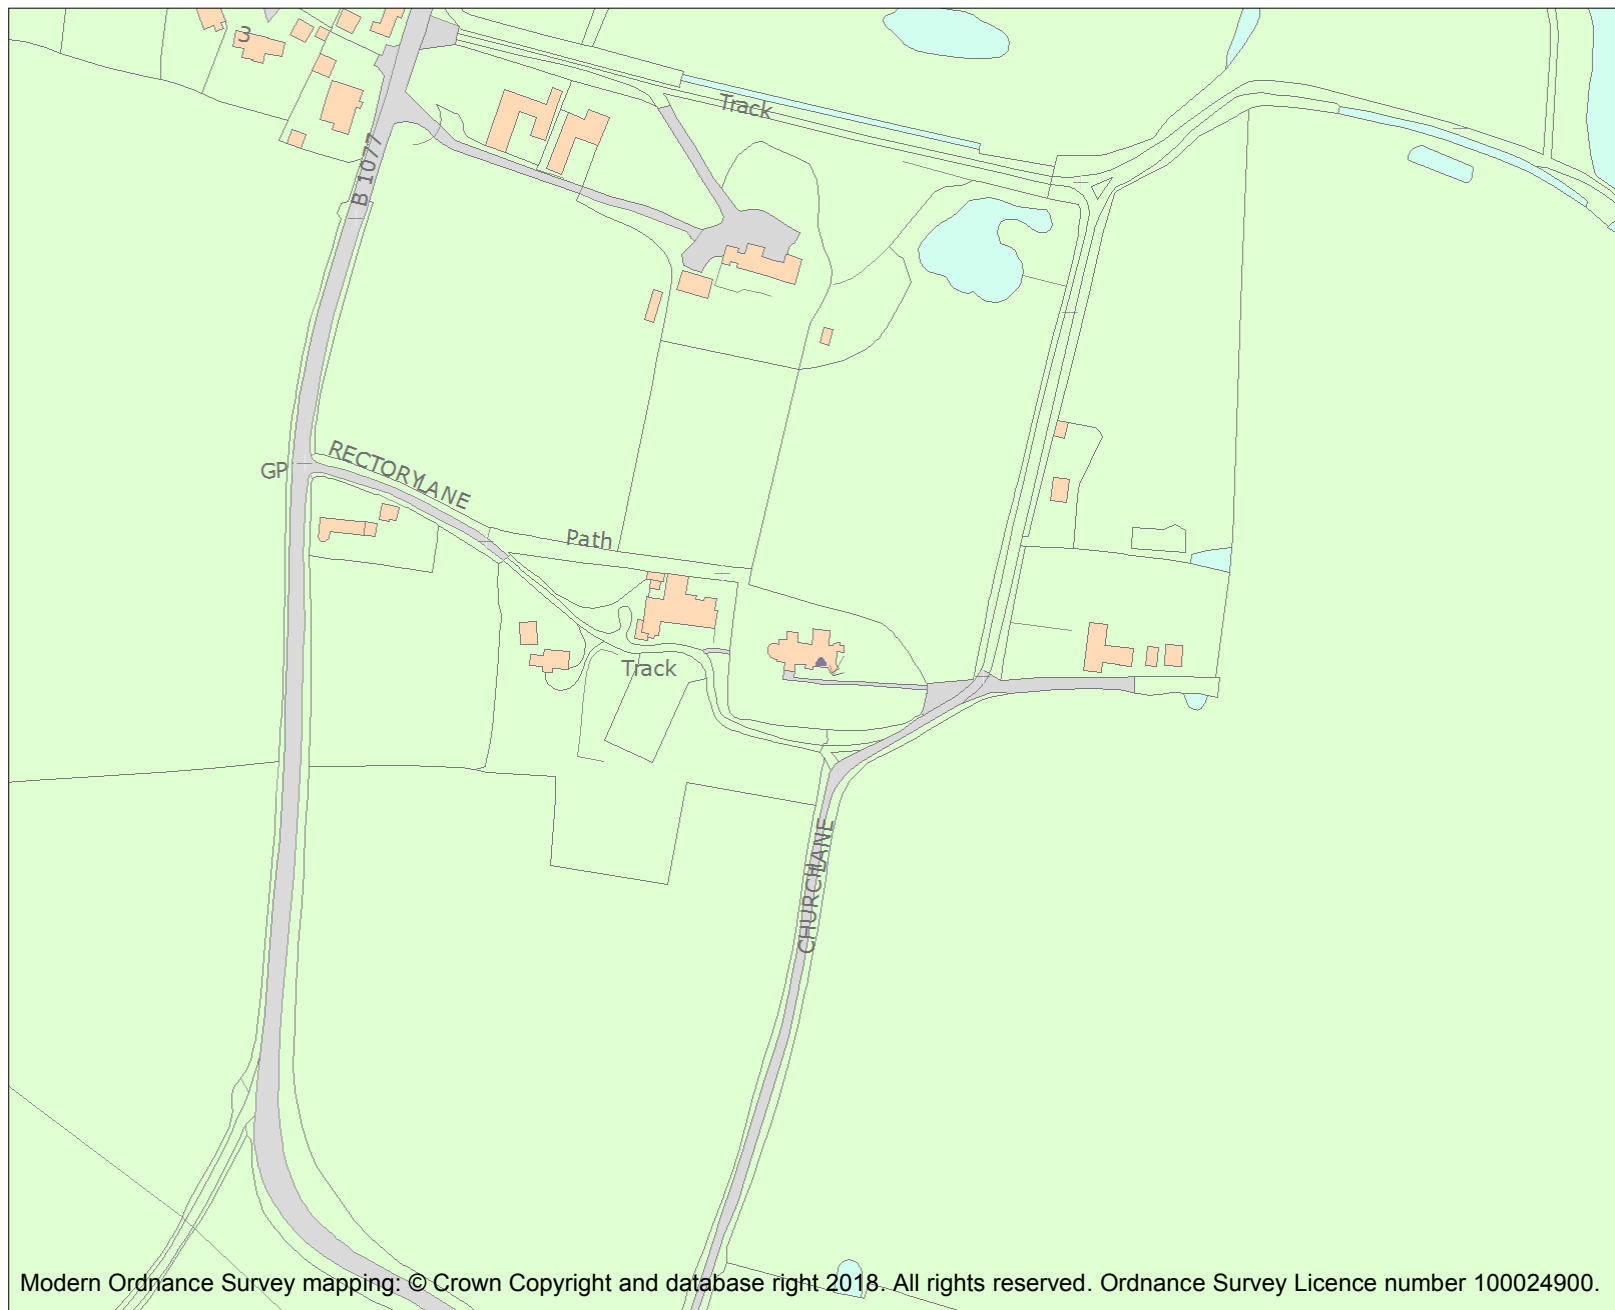 3
Track
B 1077
RECTORY LANE
GP
Path
Track
CHURCH LANE
Modern Ordnance Survey mapping: © Crown Copyright and database right 2018. All rights reserved. Ordnance Survey Licence number 100024900.